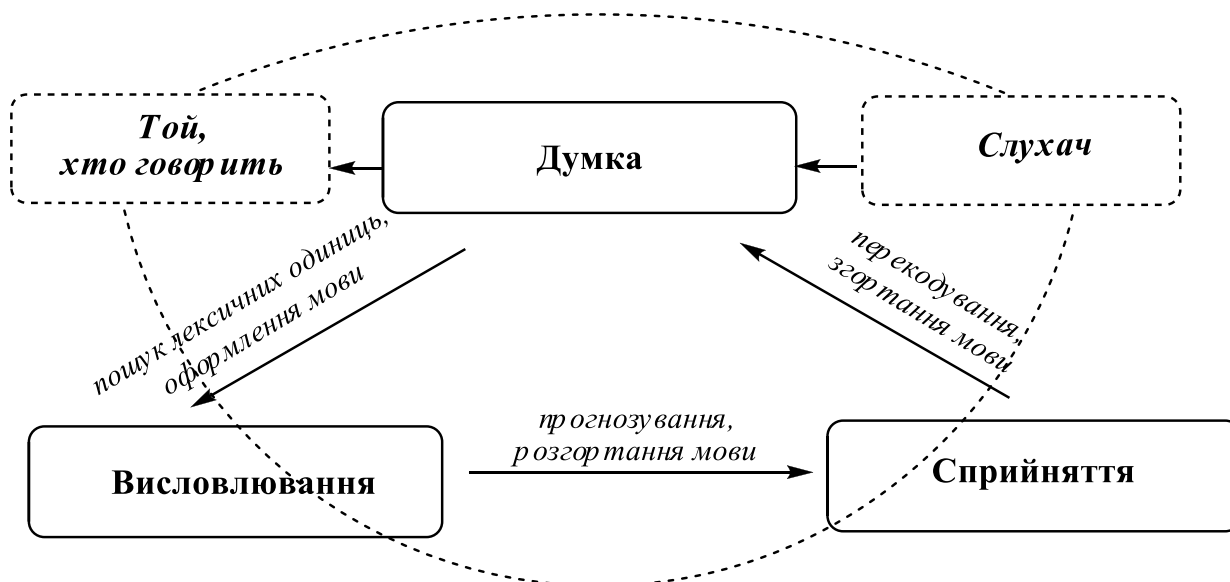 Той,
хто говорить
Думка
Слухач
пошук лексичних одиниць,
оформлення мови
перекодування,
згортання мови
прогнозування,
розгортання мови
Висловлювання
Сприйняття